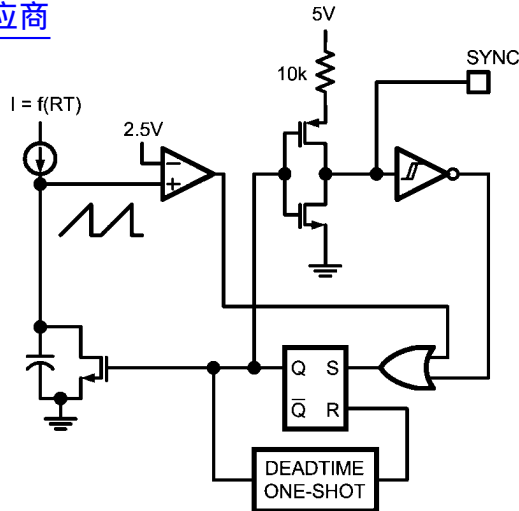 应商
5V
10k
SYNC
I = f(RT)
2.5V
−
+
Q S
Q̅ R
DEADTIME
ONE-SHOT